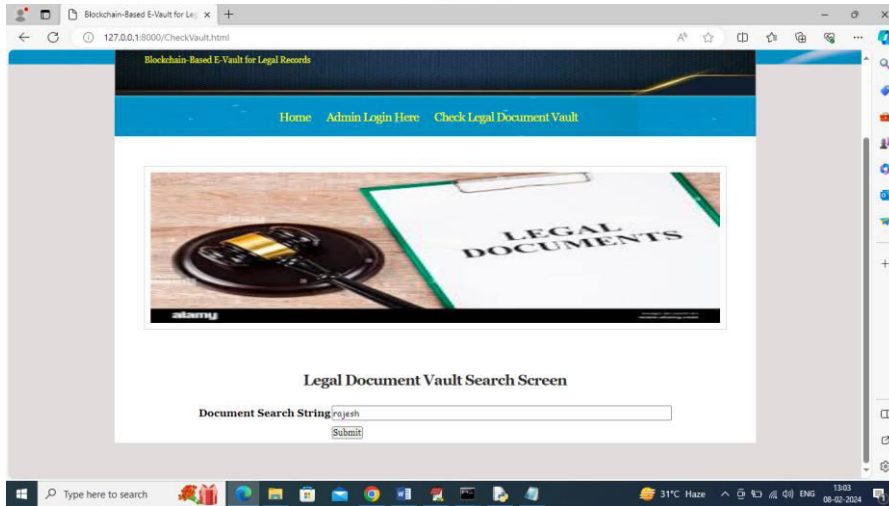 Blockchain-Based E-Vault for Leg
127.0.0.1:8000/CheckVault.html
Blockchain-Based E-Vault for Legal Records
Home Admin Login Here Check Legal Document Vault
LEGAL
DOCUMENTS
alamy
Legal Document Vault Search Screen
Document Search String rajesh
Submit
Type here to search
31°C Haze
ENG
13:03
08-02-2024